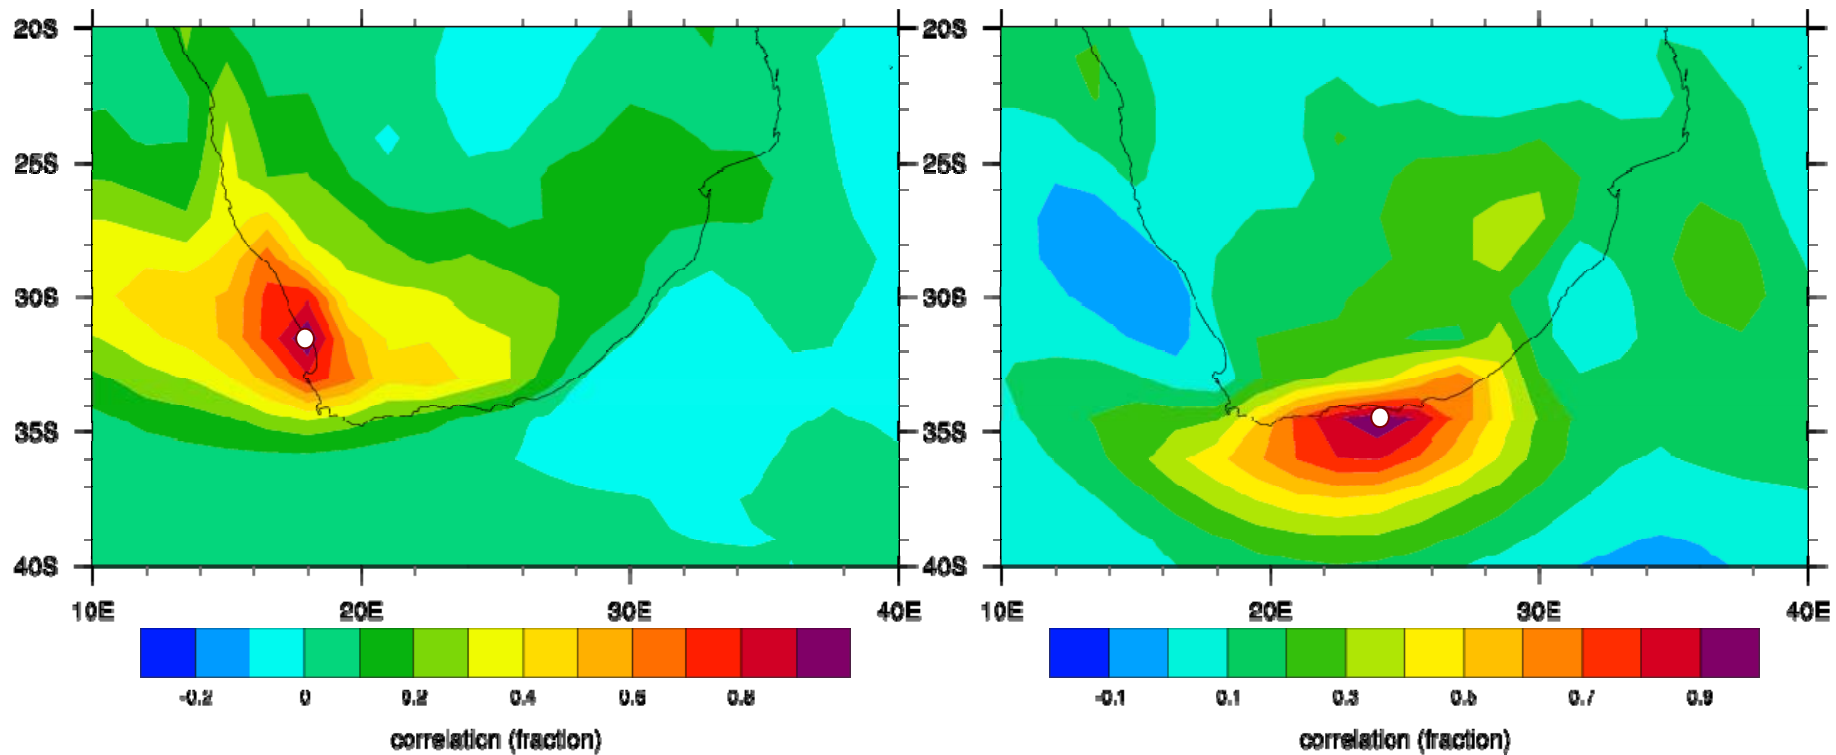 20S 20S
25S 25S
30S 30S
35S 35S
40S 40S
10E 20E 30E 40E 10E 20E 30E 40E
-0.2 0 0.2 0.4 0.6 0.8 -0.1 0.1 0.3 0.5 0.7 0.9
correlation (fraction) correlation (fraction)